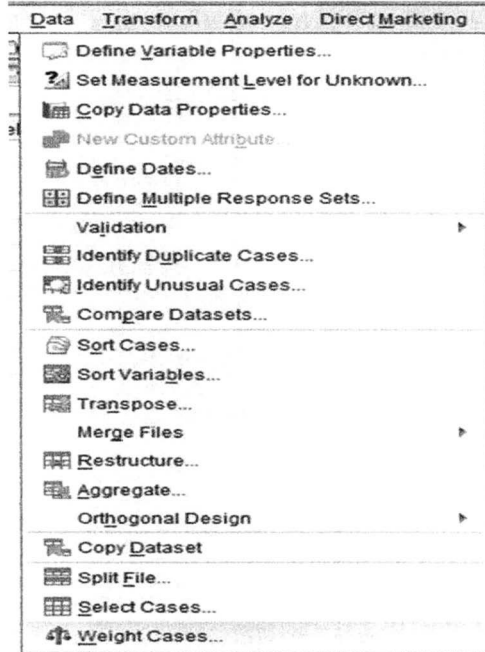 Data Transform Analyze Direct Marketing
Define Variable Properties...
Set Measurement Level for Unknown...
Copy Data Properties...
New Custom Attribute...
Define Dates...
Define Multiple Response Sets...
Validation
Identify Duplicate Cases...
Identify Unusual Cases...
Compare Datasets...
Sort Cases...
Sort Variables...
Transpose...
Merge Files
Restructure...
Aggregate...
Orthogonal Design
Copy Dataset
Split File...
Select Cases...
Weight Cases...